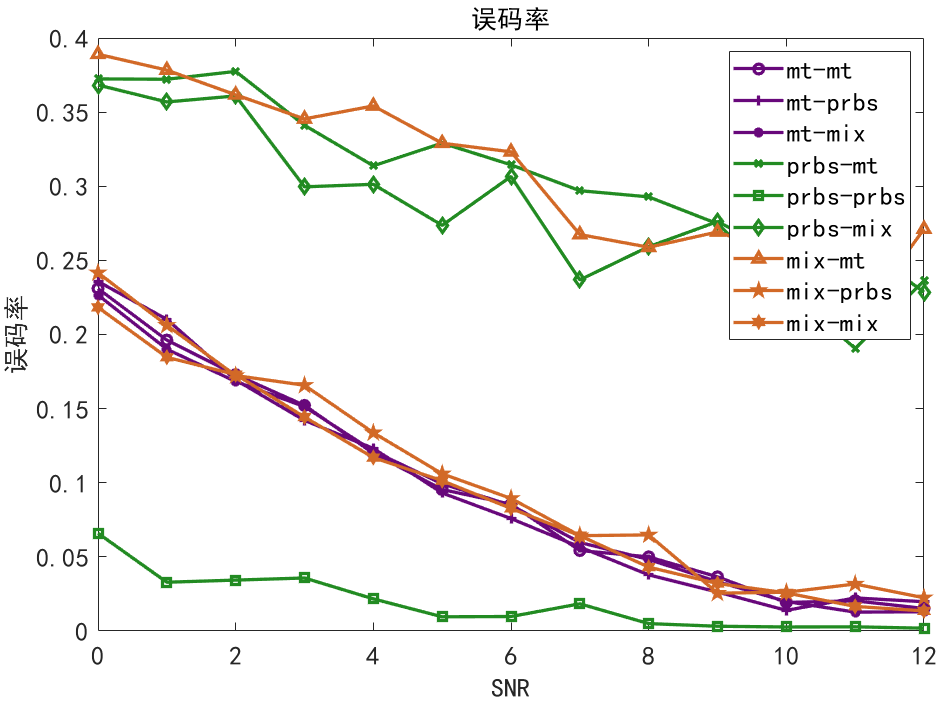 误码率
0.4
0.35
0.3
0.25
0.2
0.15
0.1
0.05
0
误码率
0 2 4 6 8 10 12
SNR
mt-mt
mt-prbs
mt-mix
prbs-mt
prbs-prbs
prbs-mix
mix-mt
mix-prbs
mix-mix